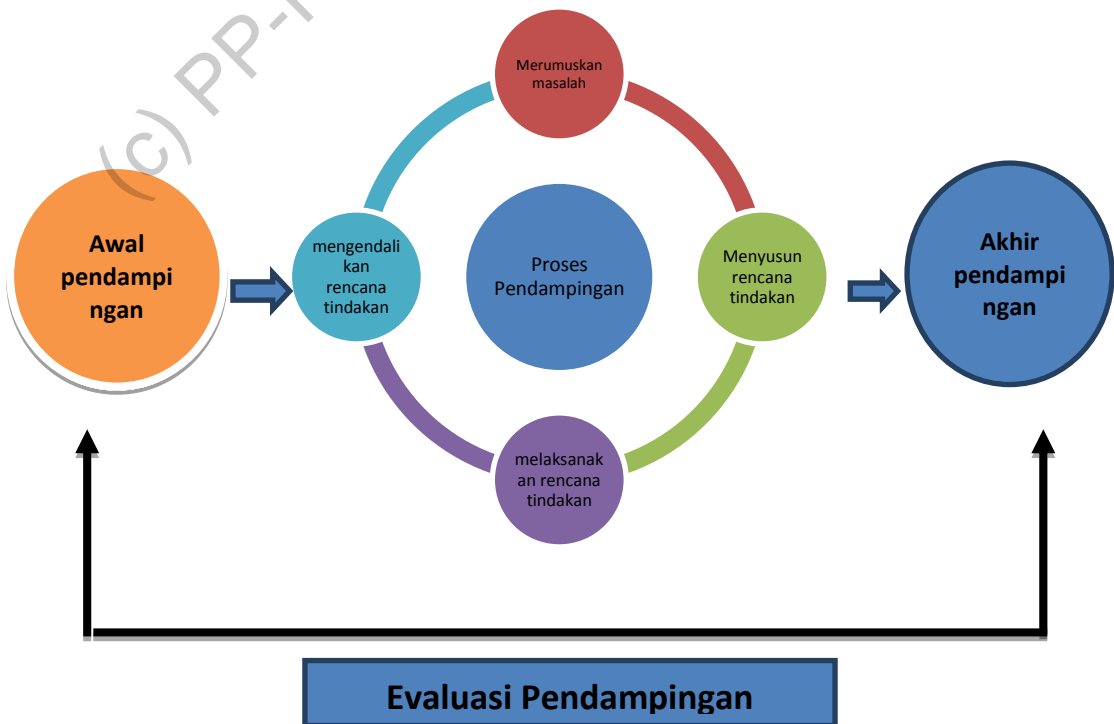 (c) PP-
Merumuskan
masalah
Awal
pendampi
ngan
mengendali
kan
rencana
tindakan
Proses
Pendampingan
Menyusun
rencana
tindakan
Akhir
pendampi
ngan
melaksanak
an rencana
tindakan
Evaluasi Pendampingan